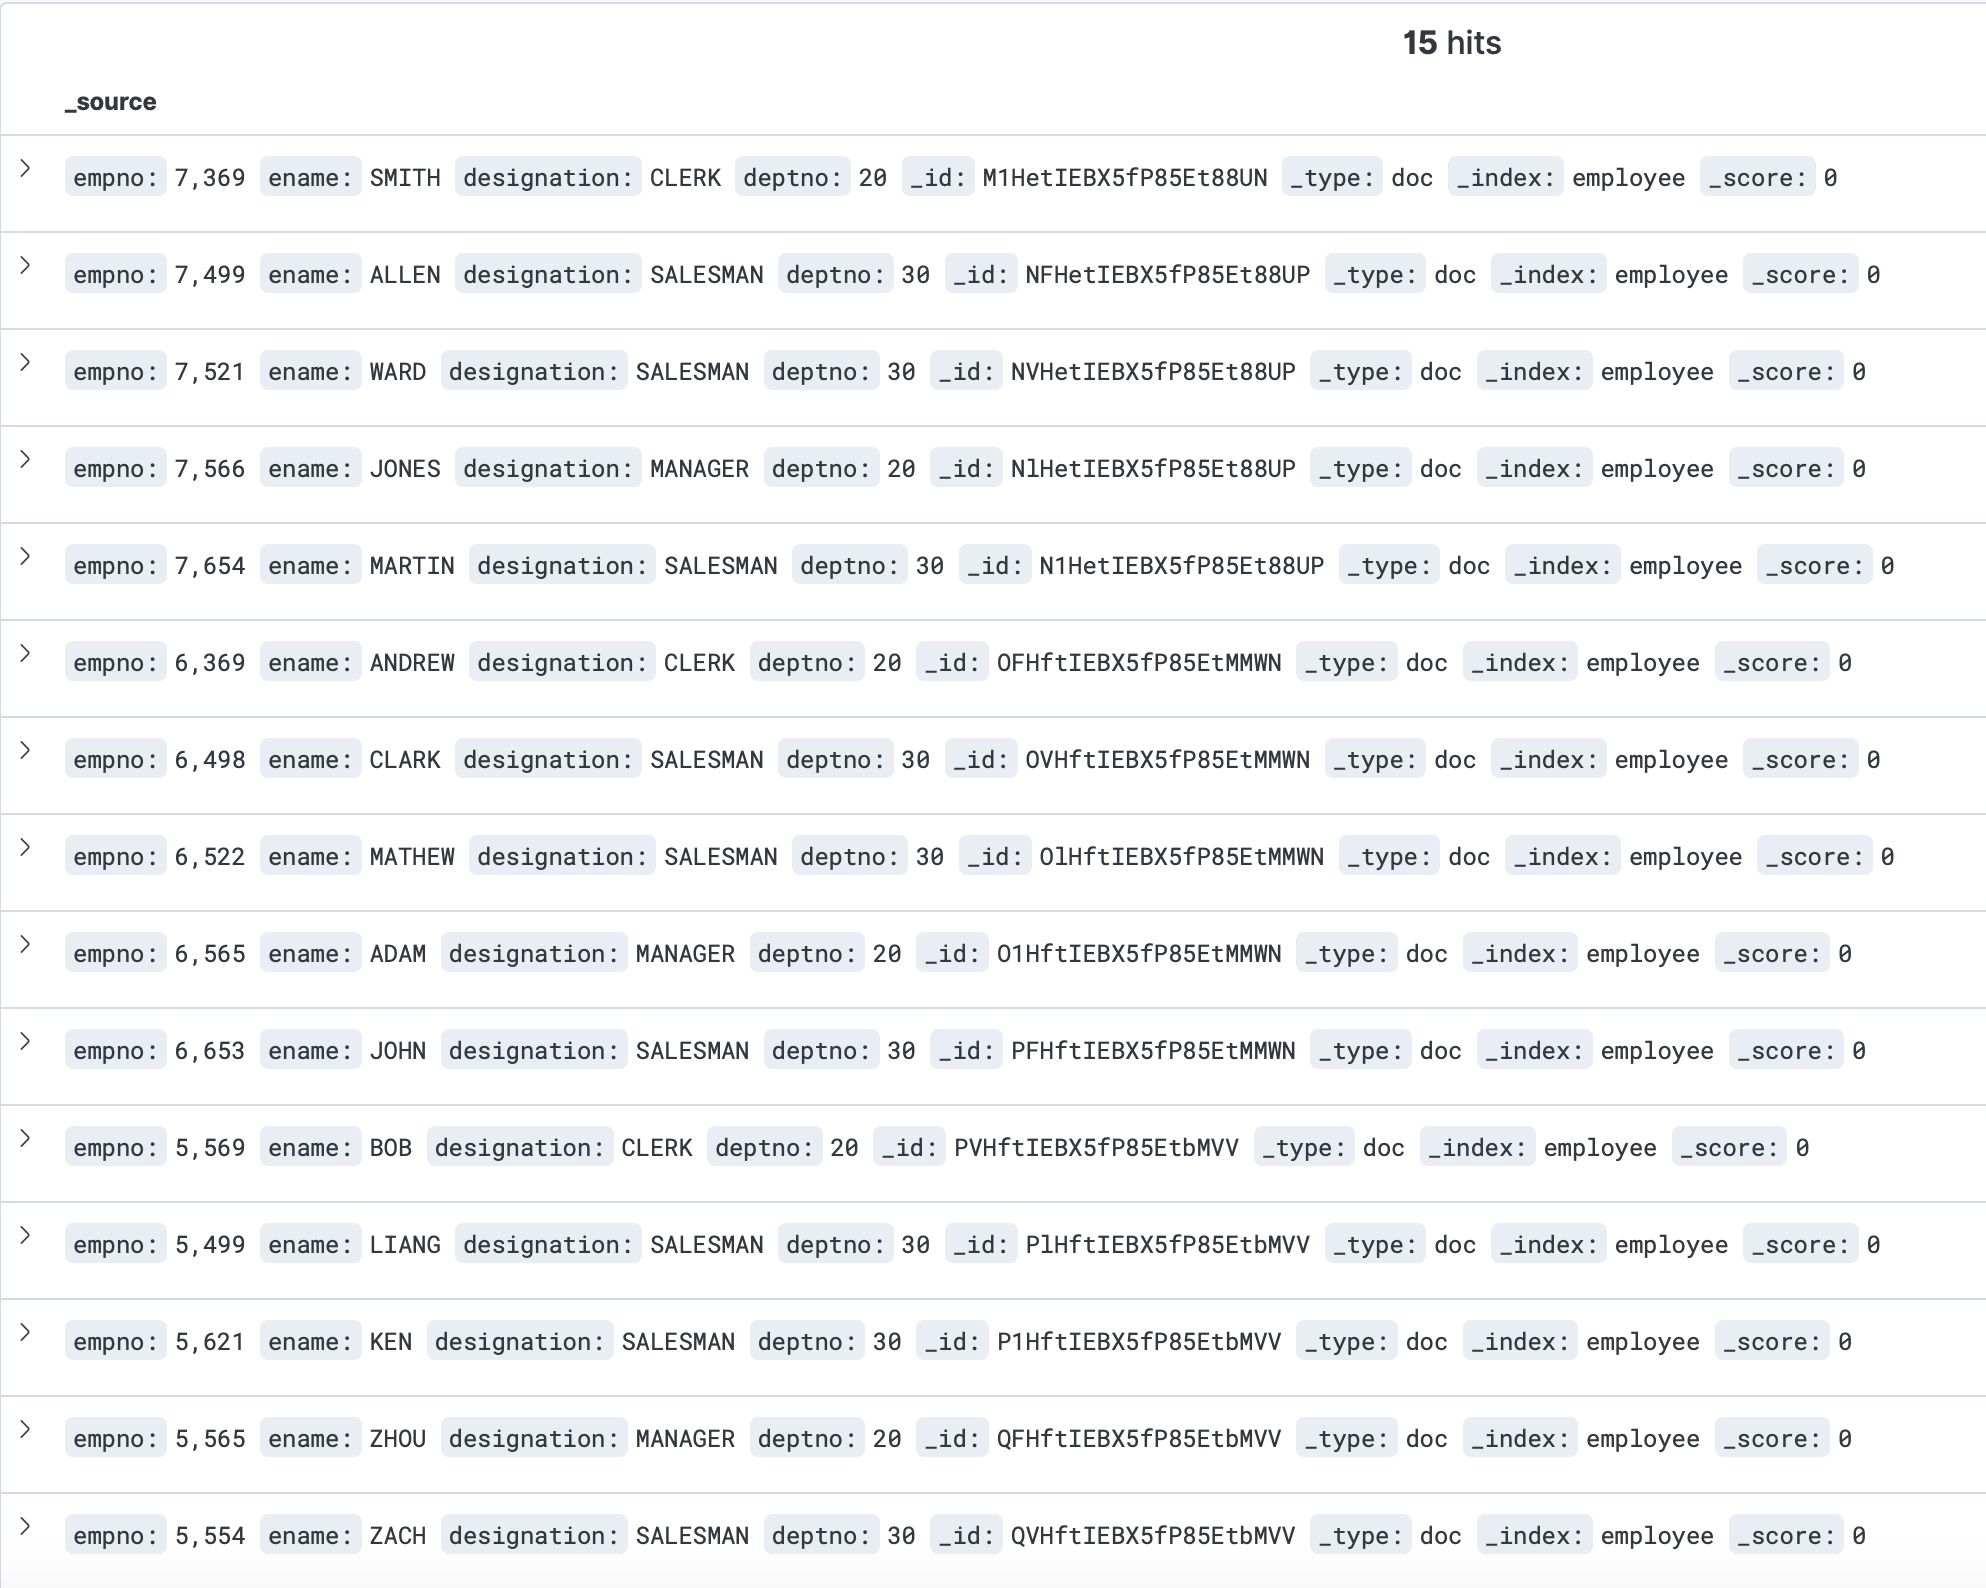 15 hits
_source
empno: 7,369 ename: SMITH designation: CLERK deptno: 20 _id: M1HetIEBX5fP85Et88UN _type: doc _index: employee _score: 0
empno: 7,499 ename: ALLEN designation: SALESMAN deptno: 30 _id: NFHetIEBX5fP85Et88UP _type: doc _index: employee _score: 0
empno: 7,521 ename: WARD designation: SALESMAN deptno: 30 _id: NVHetIEBX5fP85Et88UP _type: doc _index: employee _score: 0
empno: 7,566 ename: JONES designation: MANAGER deptno: 20 _id: NlHetIEBX5fP85Et88UP _type: doc _index: employee _score: 0
empno: 7,654 ename: MARTIN designation: SALESMAN deptno: 30 _id: N1HetIEBX5fP85Et88UP _type: doc _index: employee _score: 0
empno: 6,369 ename: ANDREW designation: CLERK deptno: 20 _id: OFHftIEBX5fP85EtMMWN _type: doc _index: employee _score: 0
empno: 6,498 ename: CLARK designation: SALESMAN deptno: 30 _id: OVHftIEBX5fP85EtMMWN _type: doc _index: employee _score: 0
empno: 6,522 ename: MATHEW designation: SALESMAN deptno: 30 _id: OlHftIEBX5fP85EtMMWN _type: doc _index: employee _score: 0
empno: 6,565 ename: ADAM designation: MANAGER deptno: 20 _id: O1HftIEBX5fP85EtMMWN _type: doc _index: employee _score: 0
empno: 6,653 ename: JOHN designation: SALESMAN deptno: 30 _id: PFHftIEBX5fP85EtMMWN _type: doc _index: employee _score: 0
empno: 5,569 ename: BOB designation: CLERK deptno: 20 _id: PVHftIEBX5fP85EtbMVV _type: doc _index: employee _score: 0
empno: 5,499 ename: LIANG designation: SALESMAN deptno: 30 _id: PlHftIEBX5fP85EtbMVV _type: doc _index: employee _score: 0
empno: 5,621 ename: KEN designation: SALESMAN deptno: 30 _id: P1HftIEBX5fP85EtbMVV _type: doc _index: employee _score: 0
empno: 5,565 ename: ZHOU designation: MANAGER deptno: 20 _id: QFHftIEBX5fP85EtbMVV _type: doc _index: employee _score: 0
empno: 5,554 ename: ZACH designation: SALESMAN deptno: 30 _id: QVHftIEBX5fP85EtbMVV _type: doc _index: employee _score: 0